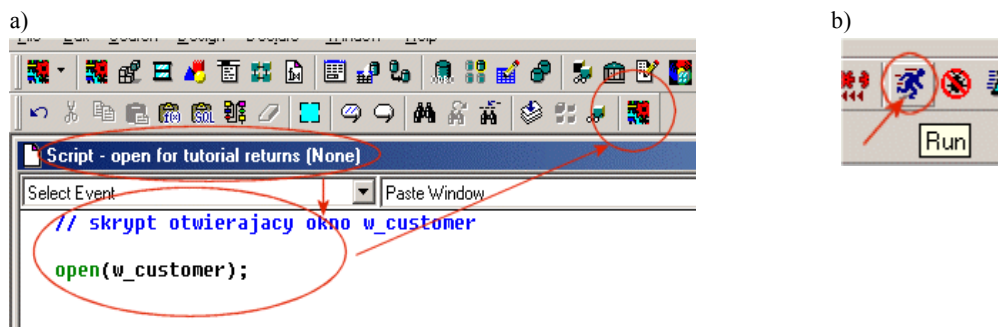 a)
b)
Script - open for tutorial returns (None)
Select Event
Paste Window
// skrypt otwierajacy okno w_customer
open(w_customer);
Run